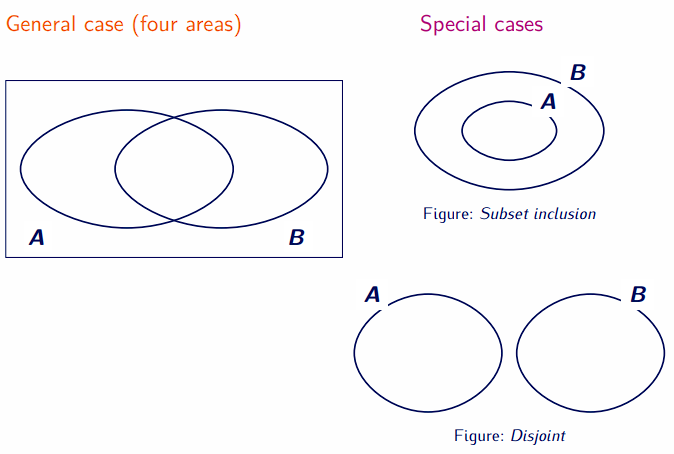 General case (four areas)
Special cases
A
B
B
A
Figure: Subset inclusion
A
B
Figure: Disjoint